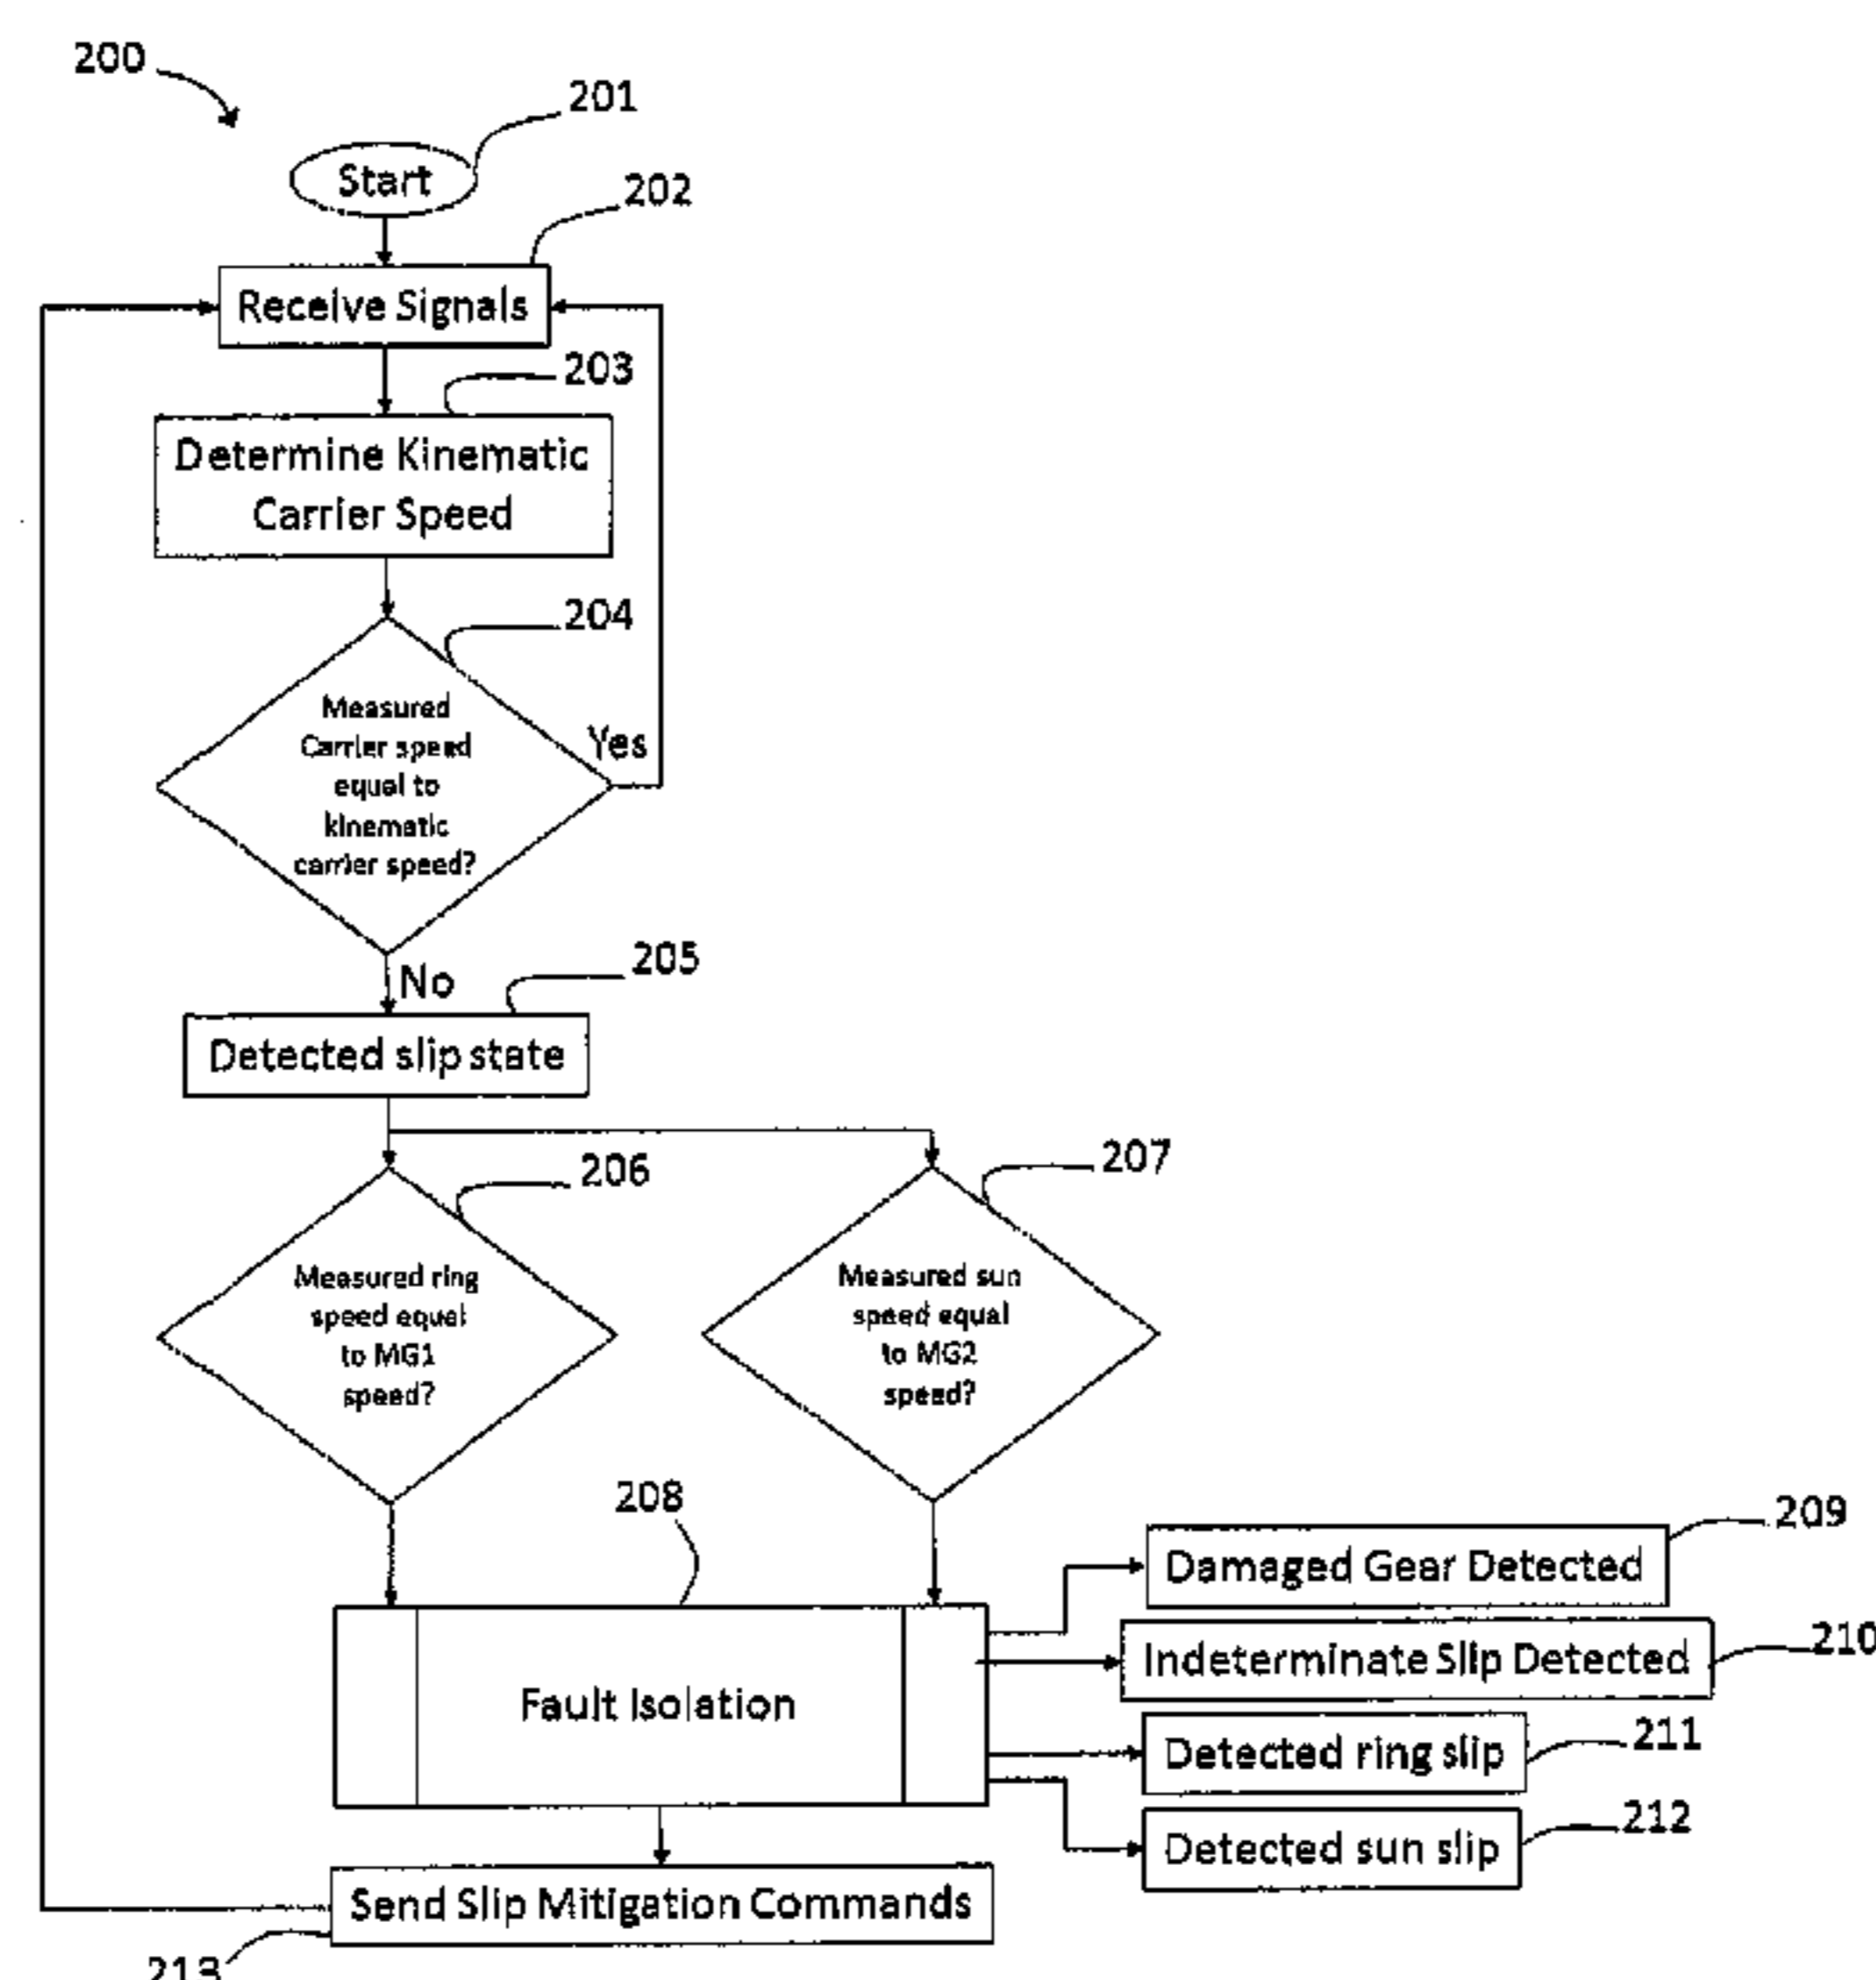 200
201
Start
202
Receive Signals
203
Determine Kinematic
Carrier Speed
204
Measured
Carrier speed
equal to
kinematic
carrier speed?
Yes
No
205
Detected slip state
206
207
Measured ring
speed equal
to MG1
speed?
Measured sun
speed equal
to MG2
speed?
208
209
Damaged Gear Detected
210
Indeterminate Slip Detected
Fault Isolation
211
Detected ring slip
212
Detected sun slip
Send Slip Mitigation Commands
213